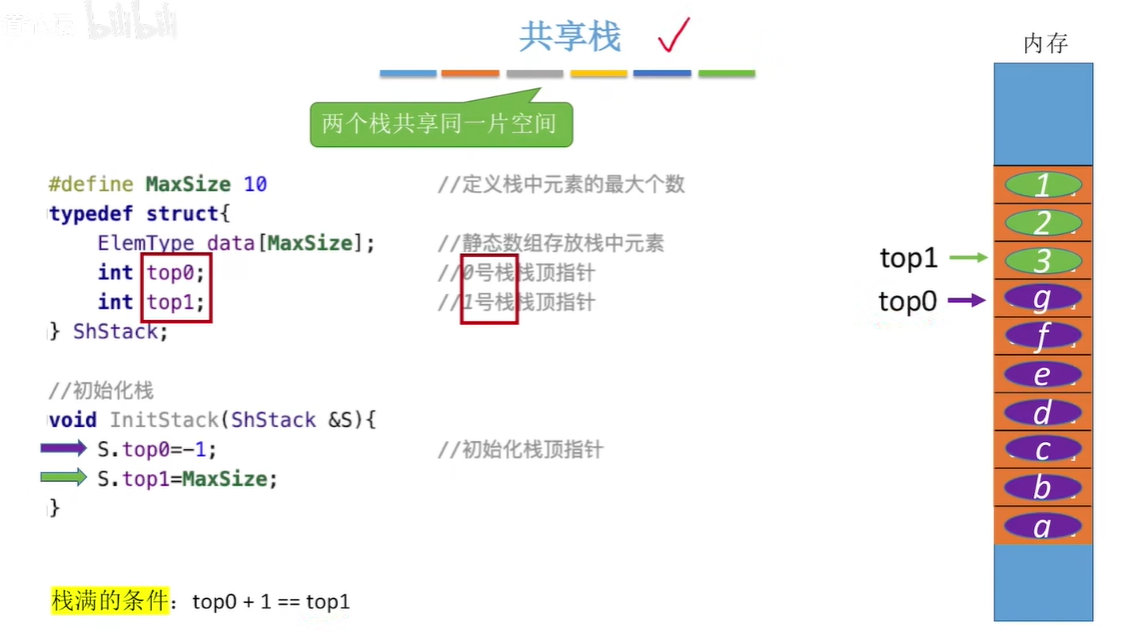 bilibili
共享栈
内存
两个栈共享同一片空间
#define MaxSize 10 //定义栈中元素的最大个数
typedef struct{
ElemType data[MaxSize]; //静态数组存放栈中元素
int top0; //0号栈栈顶指针
int top1; //1号栈栈顶指针
} ShStack;
//初始化栈
void InitStack(ShStack &S){
S.top0=-1; //初始化栈顶指针
S.top1=MaxSize;
}
栈满的条件：top0 + 1 == top1
1
2
top1
3
top0
g
f
e
d
c
b
a